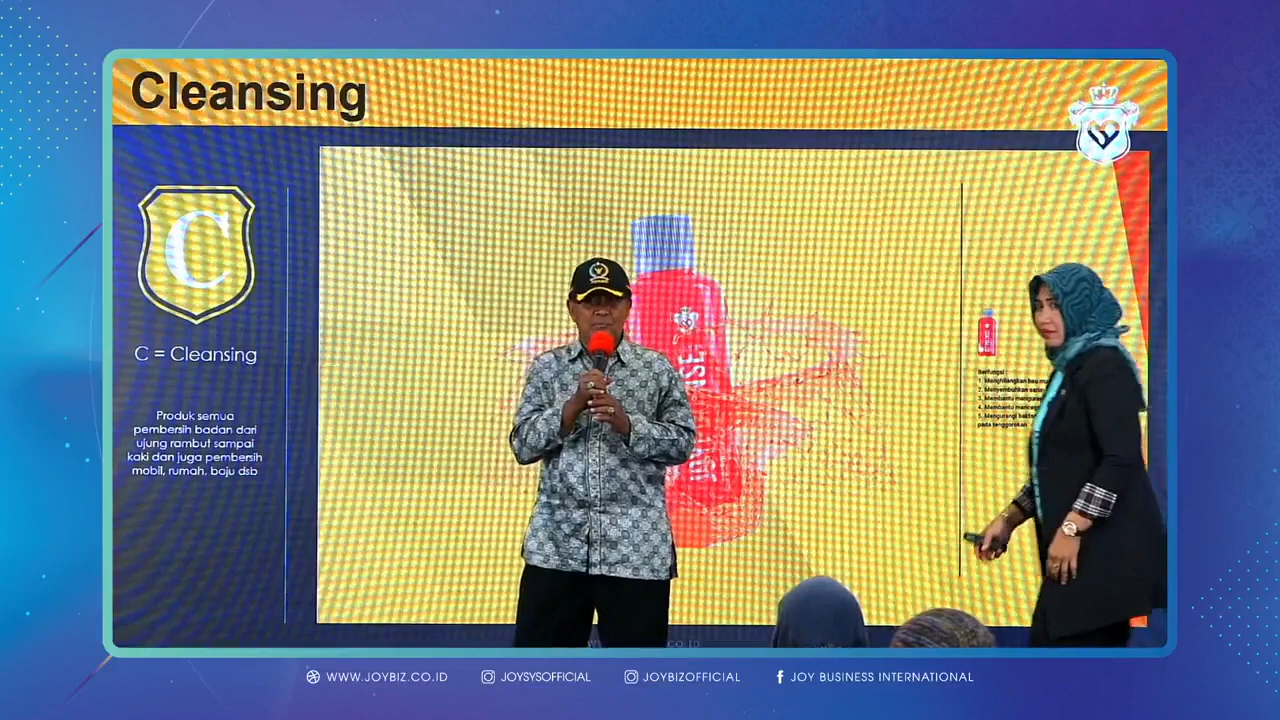 Cleansing
C
C = Cleansing
Produk semua
pembersih badan dari
ujung rambut sampai
kaki dan juga pembersih
mobil, rumah, baju dsb
Berfungsi :
1. Menghilangkan bau
2. Menyembuhkan
3. Membantu
4. Membantu
5. Mengurangi
pada tenggorokan
WWW.JOYBIZ.CO.ID
JOYSYSOFFICIAL
JOYBIZOFFICIAL
JOY BUSINESS INTERNATIONAL